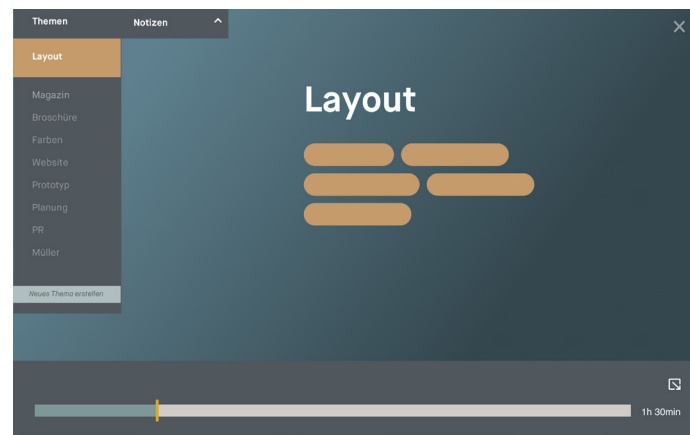 Themen
Notizen
Layout
Magazin
Broschüre
Farben
Website
Prototyp
Planung
PR
Müller
Neues Thema erstellen
Layout
1h 30min